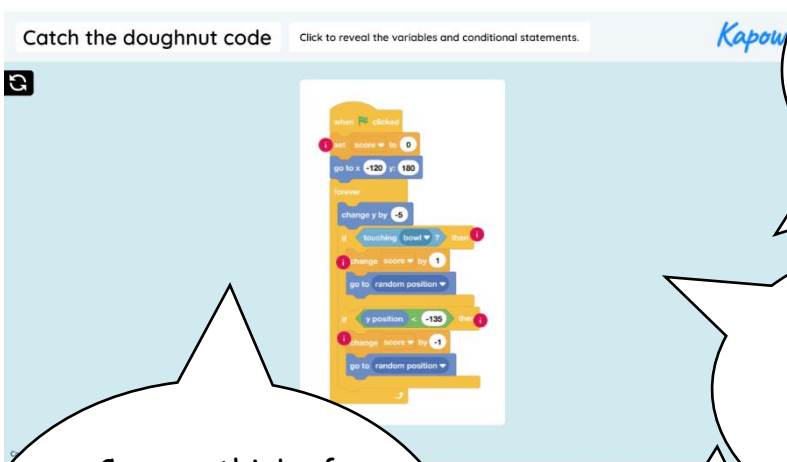 Catch the doughnut code
Click to reveal the variables and conditional statements.
Kapow
when clicked
i set score to 0
go to x -120 y: 180
forever
change y by -5
if touching bowl ? then i
i change score by 1
go to random position
if y position < -135 then i
i change score by -1
go to random position